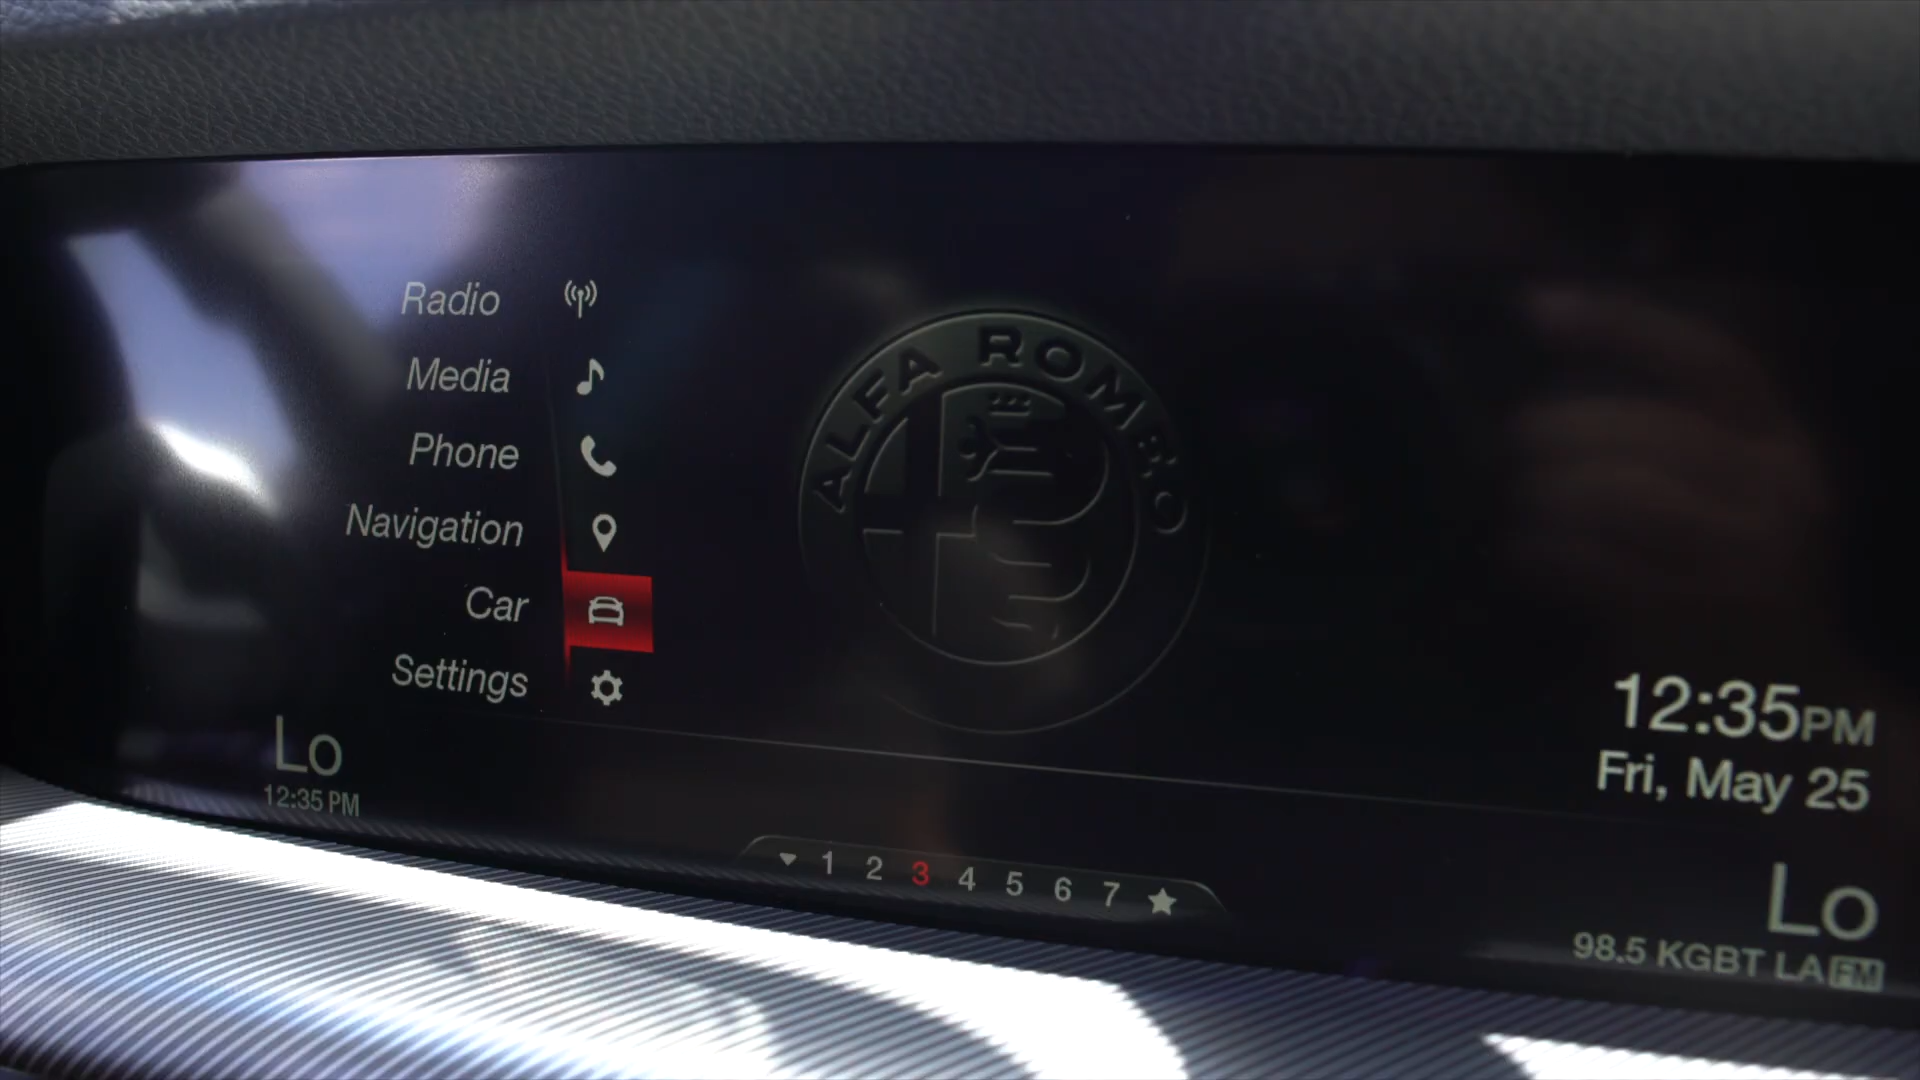 Radio
Media
Phone
Navigation
Car
Settings
ALFA ROMEO
Lo
12:35 PM
1 2 3 4 5 6 7
12:35PM
Fri, May 25
Lo
98.5 KGBT LA FM